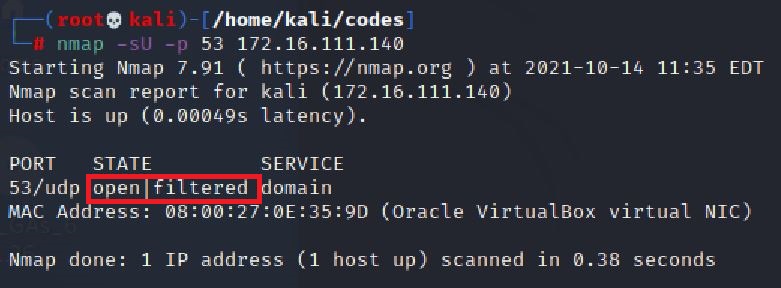 (root💀kali)-[/home/kali/codes]
# nmap -sU -p 53 172.16.111.140
Starting Nmap 7.91 ( https://nmap.org ) at 2021-10-14 11:35 EDT
Nmap scan report for kali (172.16.111.140)
Host is up (0.00049s latency).
PORT   STATE         SERVICE
53/udp open|filtered domain
MAC Address: 08:00:27:0E:35:9D (Oracle VirtualBox virtual NIC)
Nmap done: 1 IP address (1 host up) scanned in 0.38 seconds